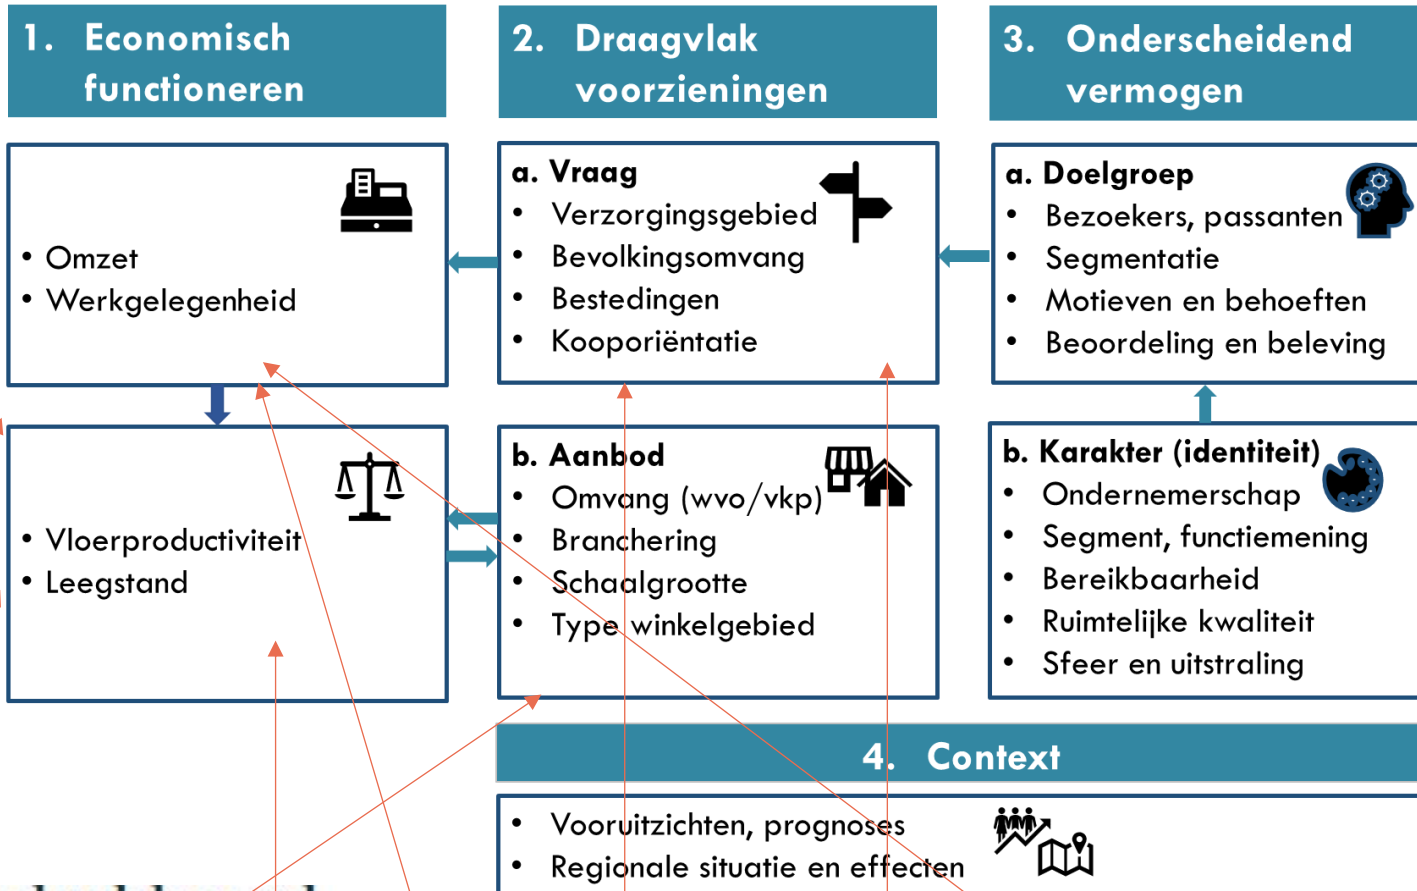 1. Economisch
functioneren
• Omzet
• Werkgelegenheid
• Vloerproductiviteit
• Leegstand
2. Draagvlak
voorzieningen
a. Vraag
• Verzorgingsgebied
• Bevolkingsomvang
• Bestedingen
• Kooporiëntatie
b. Aanbod
• Omvang (wvo/vkp)
• Branchering
• Schaalgrootte
• Type winkelgebied
3. Onderscheidend
vermogen
a. Doelgroep
• Bezoekers, passanten
• Segmentatie
• Motieven en behoeften
• Beoordeling en beleving
b. Karakter (identiteit)
• Ondernemerschap
• Segment, functiemening
• Bereikbaarheid
• Ruimtelijke kwaliteit
• Sfeer en uitstraling
4. Context
• Vooruitzichten, prognoses
• Regionale situatie en effecten